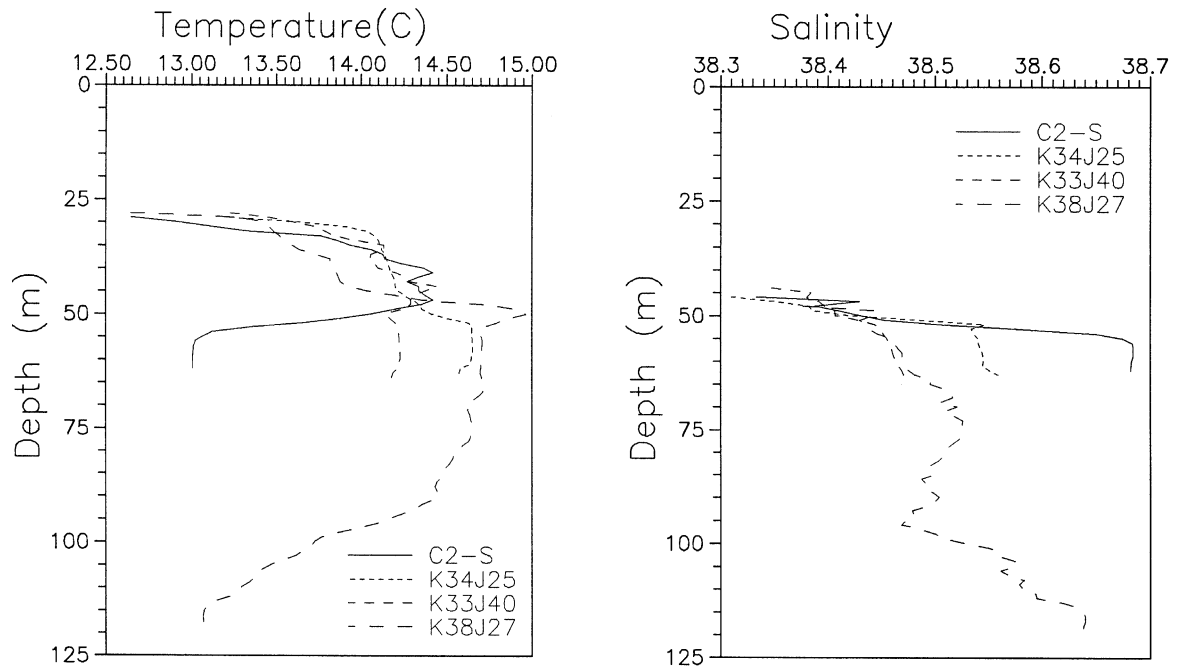 Temperature(C)
12.50 13.00 13.50 14.00 14.50 15.00
0
25
50
75
100
125
Depth (m)
C2-S
K34J25
K33J40
K38J27
Salinity
38.3 38.4 38.5 38.6 38.7
0
25
50
75
100
125
Depth (m)
C2-S
K34J25
K33J40
K38J27